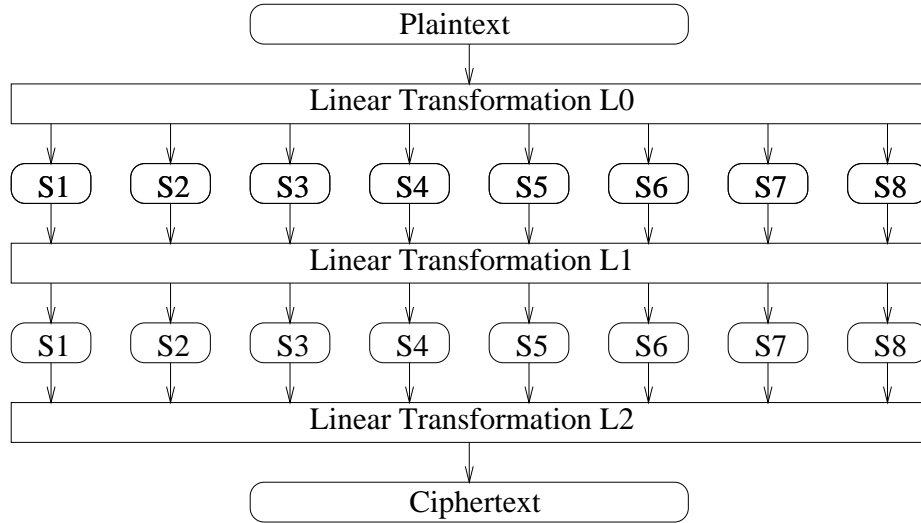 Plaintext
Linear Transformation L0
S1 S2 S3 S4 S5 S6 S7 S8
Linear Transformation L1
S1 S2 S3 S4 S5 S6 S7 S8
Linear Transformation L2
Ciphertext